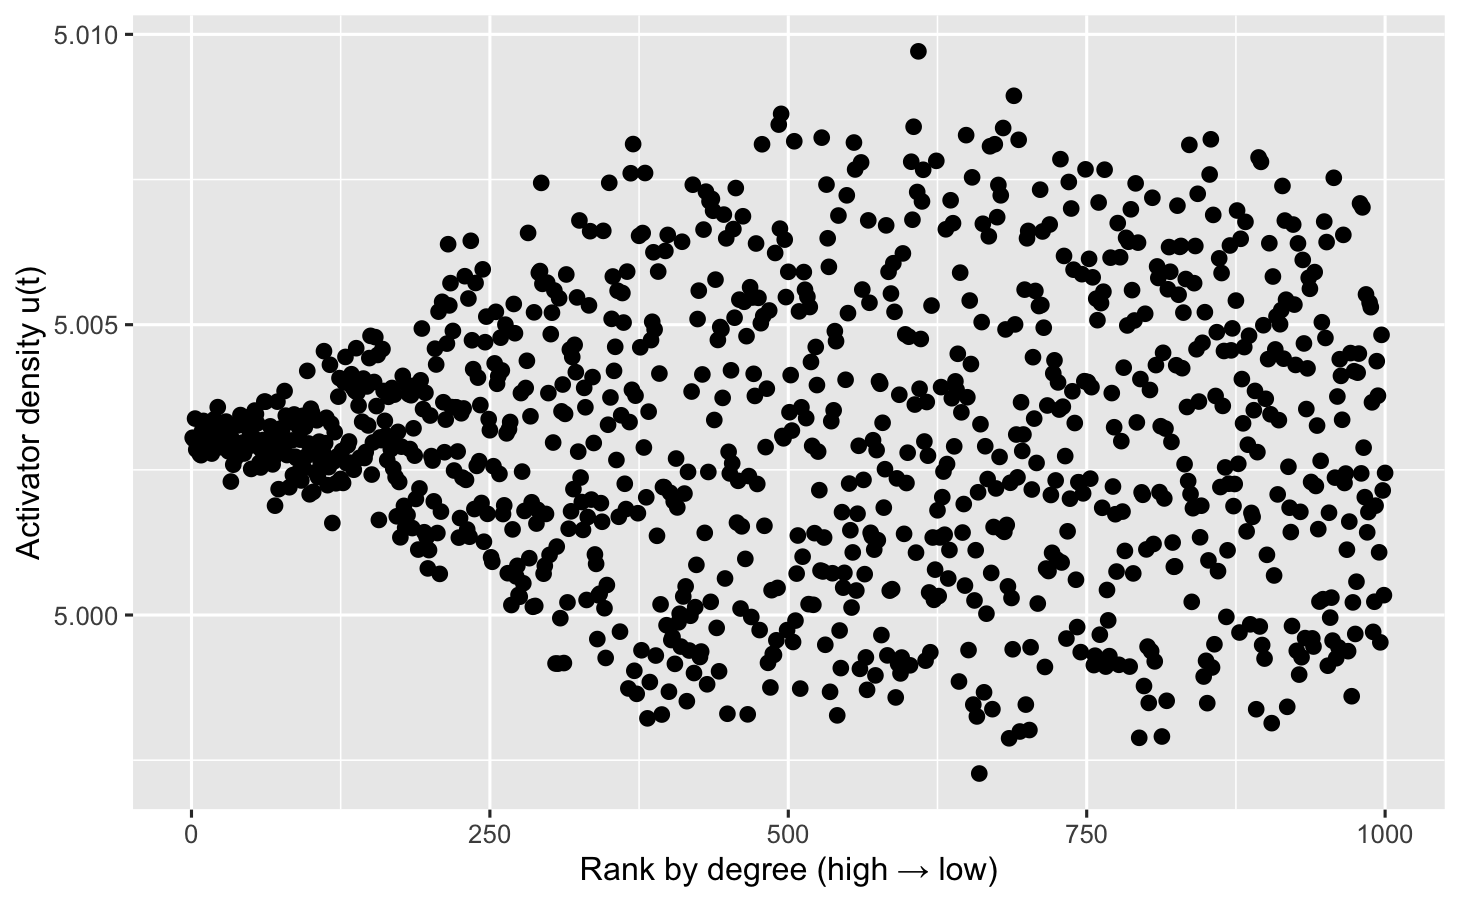 5.010
5.005
5.000
Activator density u(t)
0 250 500 750 1000
Rank by degree (high → low)